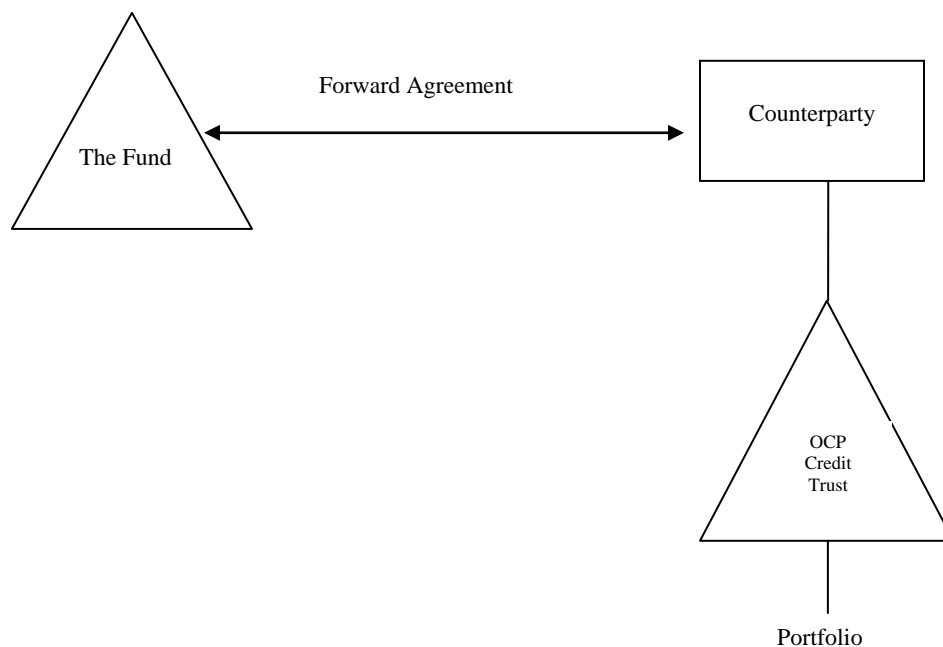 Forward Agreement
Counterparty
The Fund
OCP
Credit
Trust
Portfolio